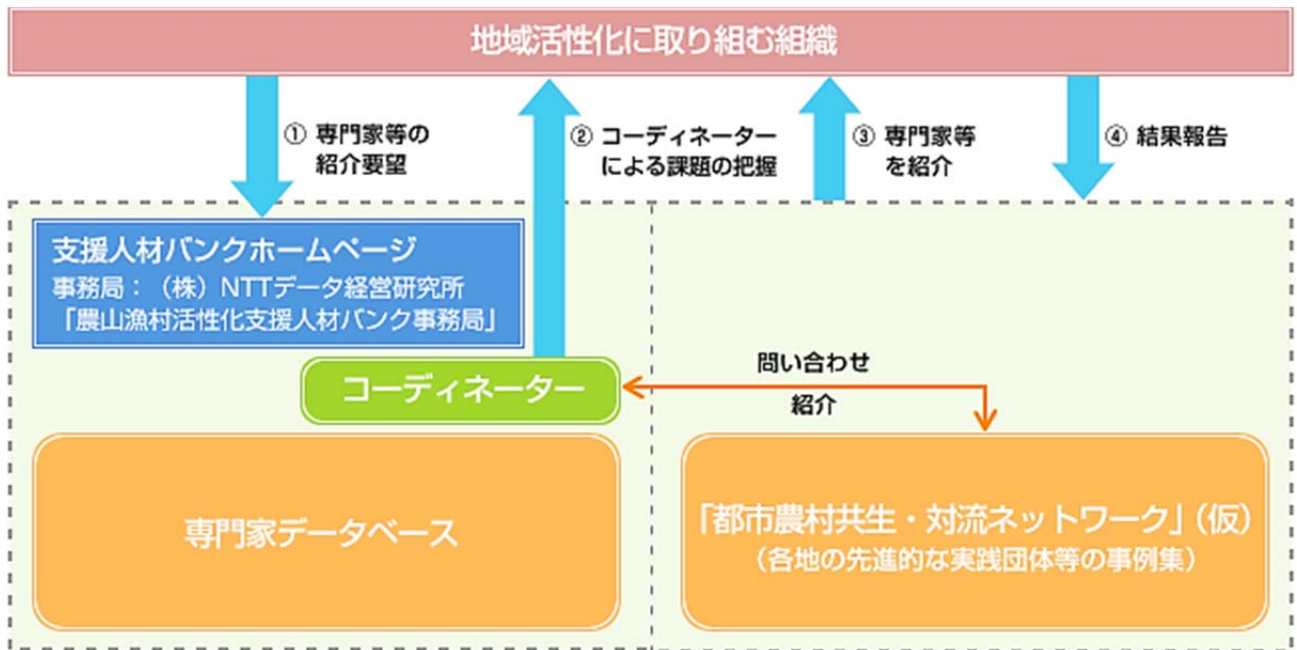 地域活性化に取り組む組織
① 専門家等の
紹介要望
② コーディネーター
による課題の把握
③ 専門家等
を紹介
④ 結果報告
支援人材バンクホームページ
事務局：（株）NTTデータ経営研究所
「農山漁村活性化支援人材バンク事務局」
コーディネーター
問い合わせ
紹介
専門家データベース
「都市農村共生・対流ネットワーク」（仮）
（各地の先進的な実践団体等の事例集）